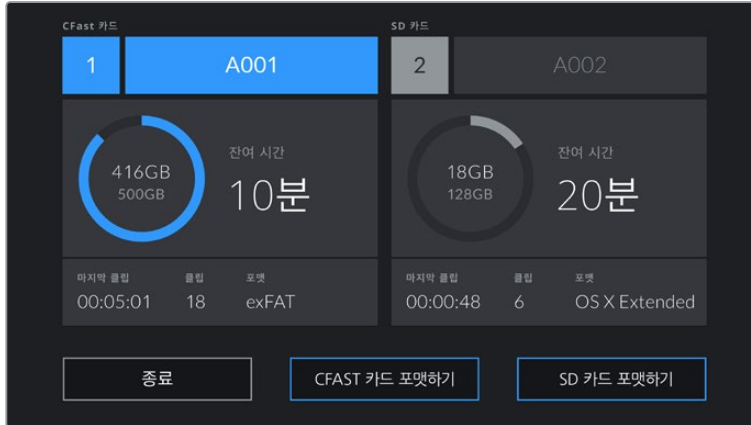 CFast 카드
SD 카드
1
A001
2
A002
416GB
500GB
잔여 시간
10분
18GB
128GB
잔여 시간
20분
마지막 클립
클립
포맷
00:05:01
18
exFAT
마지막 클립
클립
포맷
00:00:48
6
OS X Extended
종료
CFAST 카드 포맷하기
SD 카드 포맷하기